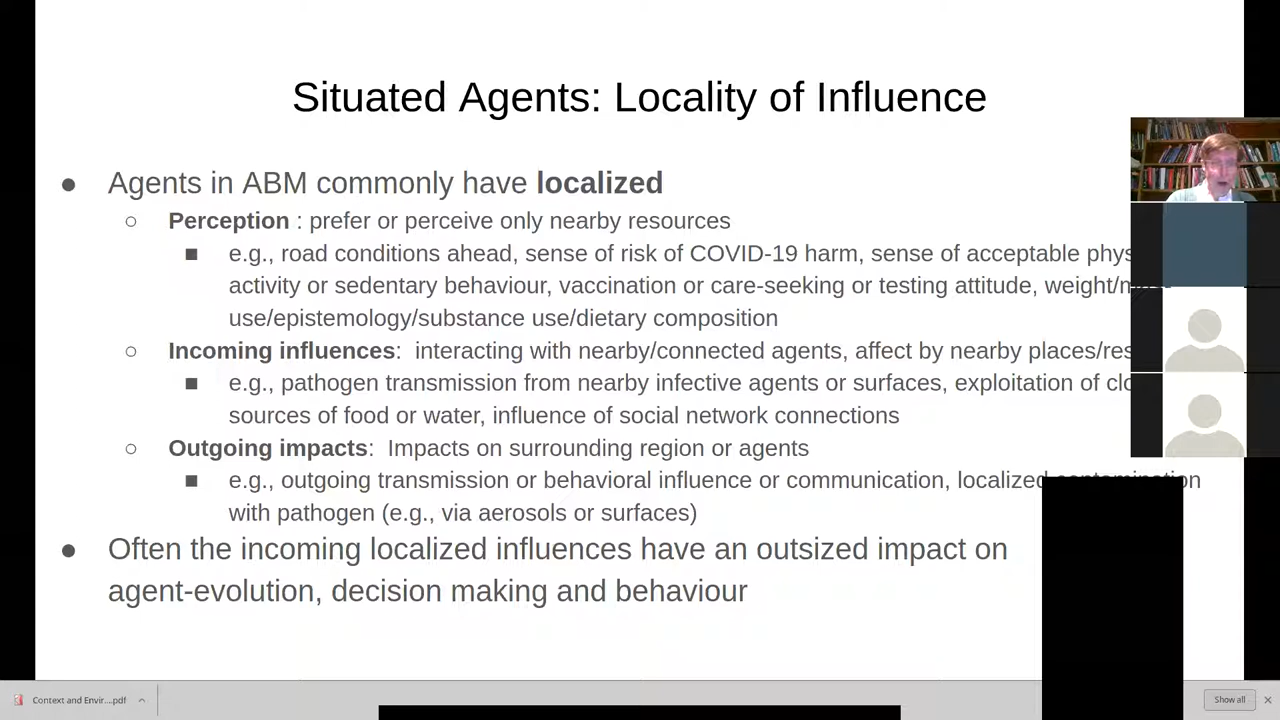 Situated Agents: Locality of Influence
● Agents in ABM commonly have localized
○ Perception : prefer or perceive only nearby resources
■ e.g., road conditions ahead, sense of risk of COVID-19 harm, sense of acceptable
activity or sedentary behaviour, vaccination or care-seeking or testing attitude,
use/epistemology/substance use/dietary composition
○ Incoming influences: interacting with nearby/connected agents, affect by nearby
■ e.g., pathogen transmission from nearby infective agents or surfaces, exploitation of
sources of food or water, influence of social network connections
○ Outgoing impacts: Impacts on surrounding region or agents
■ e.g., outgoing transmission or behavioral influence or communication, localized contamination
with pathogen (e.g., via aerosols or surfaces)
● Often the incoming localized influences have an outsized impact on
agent-evolution, decision making and behaviour
Context and Envir....pdf
Show all